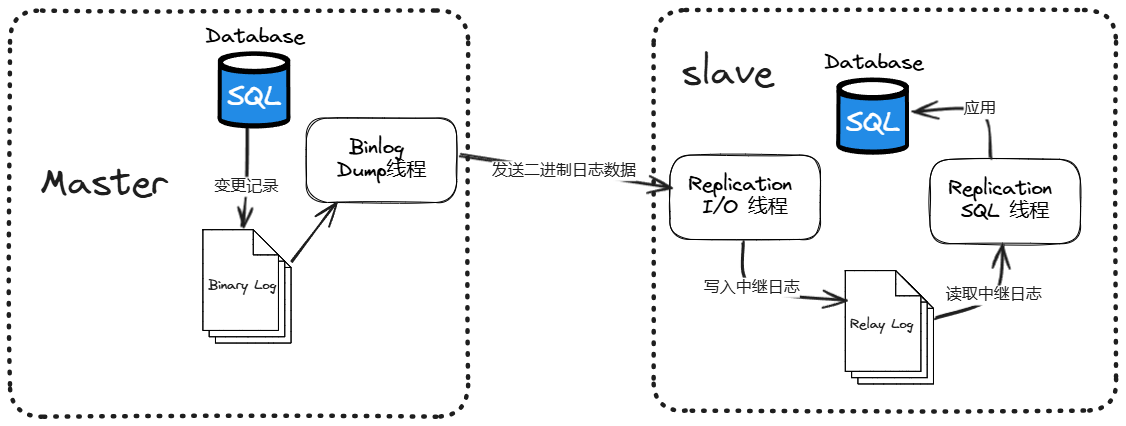 Master
Database
SQL
变更记录
Binary Log
Binlog
Dump线程
发送二进制日志数据
slave
Replication
I/O 线程
写入中继日志
Relay Log
读取中继日志
Replication
SQL 线程
应用
Database
SQL